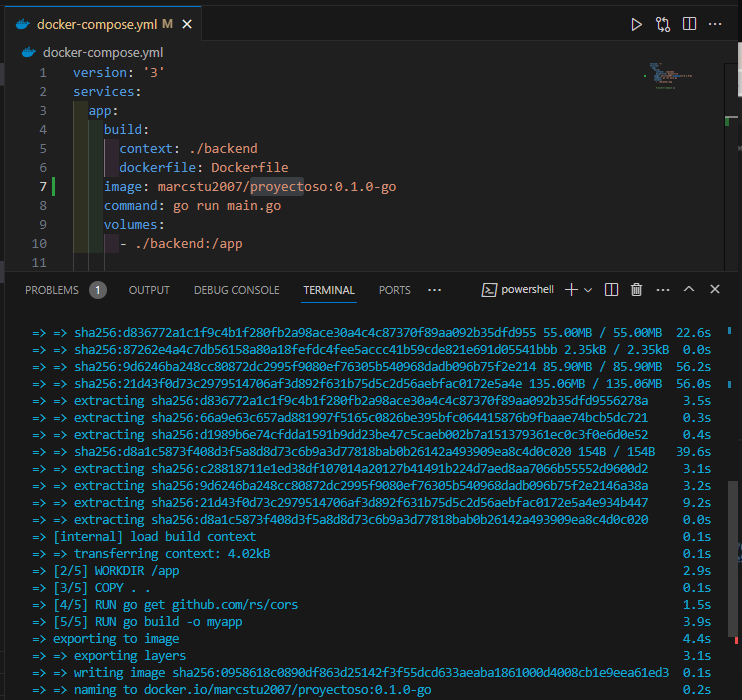 docker-compose.yml M
docker-compose.yml
1 version: '3'
2 services:
3 app:
4 build:
5 context: ./backend
6 dockerfile: Dockerfile
7 image: marcstu2007/proyectoso:0.1.0-go
8 command: go run main.go
9 volumes:
10 - ./backend:/app
11
PROBLEMS 1 OUTPUT DEBUG CONSOLE TERMINAL PORTS ··· powershell
=> => sha256:d836772a1c1f9c4b1f280fb2a98ace30a4c4c87370f89aa092b35dfd955 55.00MB / 55.00MB 22.6s
=> => sha256:87262e4a4c7db56158a80a18fefdc4fee5accc41b59cde821e691d05541bbb 2.35kB / 2.35kB 0.0s
=> => sha256:9d6246ba248cc80872dc2995f9080ef76305b540968dadb096b75f2e214 85.90MB / 85.90MB 56.2s
=> => sha256:21d43f0d73c2979514706af3d892f631b75d5c2d56aebfac0172e5a4e 135.06MB / 135.06MB 56.0s
=> => extracting sha256:d836772a1c1f9c4b1f280fb2a98ace30a4c4c87370f89aa092b35dfd9556278a 3.5s
=> => extracting sha256:66a9e63c657ad881997f5165c0826be395bfc064415876b9fbaae74bcb5dc721 0.3s
=> => extracting sha256:d1989b6e74cfdda1591b9dd23be47c5caeb002b7a151379361ec0c3f0e6d0e52 0.4s
=> => sha256:d8a1c5873f408d3f5a8d8d73c6b9a3d77818bab0b26142a493909ea8c4d0c020 154B / 154B 39.6s
=> => extracting sha256:c28818711e1ed38df107014a20127b41491b224d7aed8aa7066b55552d9600d2 3.1s
=> => extracting sha256:9d6246ba248cc80872dc2995f9080ef76305b540968dadb096b75f2e2146a38a 3.2s
=> => extracting sha256:21d43f0d73c2979514706af3d892f631b75d5c2d56aebfac0172e5a4e934b447 9.2s
=> => extracting sha256:d8a1c5873f408d3f5a8d8d73c6b9a3d77818bab0b26142a493909ea8c4d0c020 0.0s
=> [internal] load build context 0.1s
=> => transferring context: 4.02kB 0.1s
=> [2/5] WORKDIR /app 2.9s
=> [3/5] COPY . . 0.1s
=> [4/5] RUN go get github.com/rs/cors 1.5s
=> [5/5] RUN go build -o myapp 3.9s
=> exporting to image 4.4s
=> => exporting layers 3.1s
=> => writing image sha256:0958618c0890df863d25142f3f55dcd633aeaba1861000d4008cb1e9eea61ed3 0.1s
=> => naming to docker.io/marcstu2007/proyectoso:0.1.0-go 0.2s